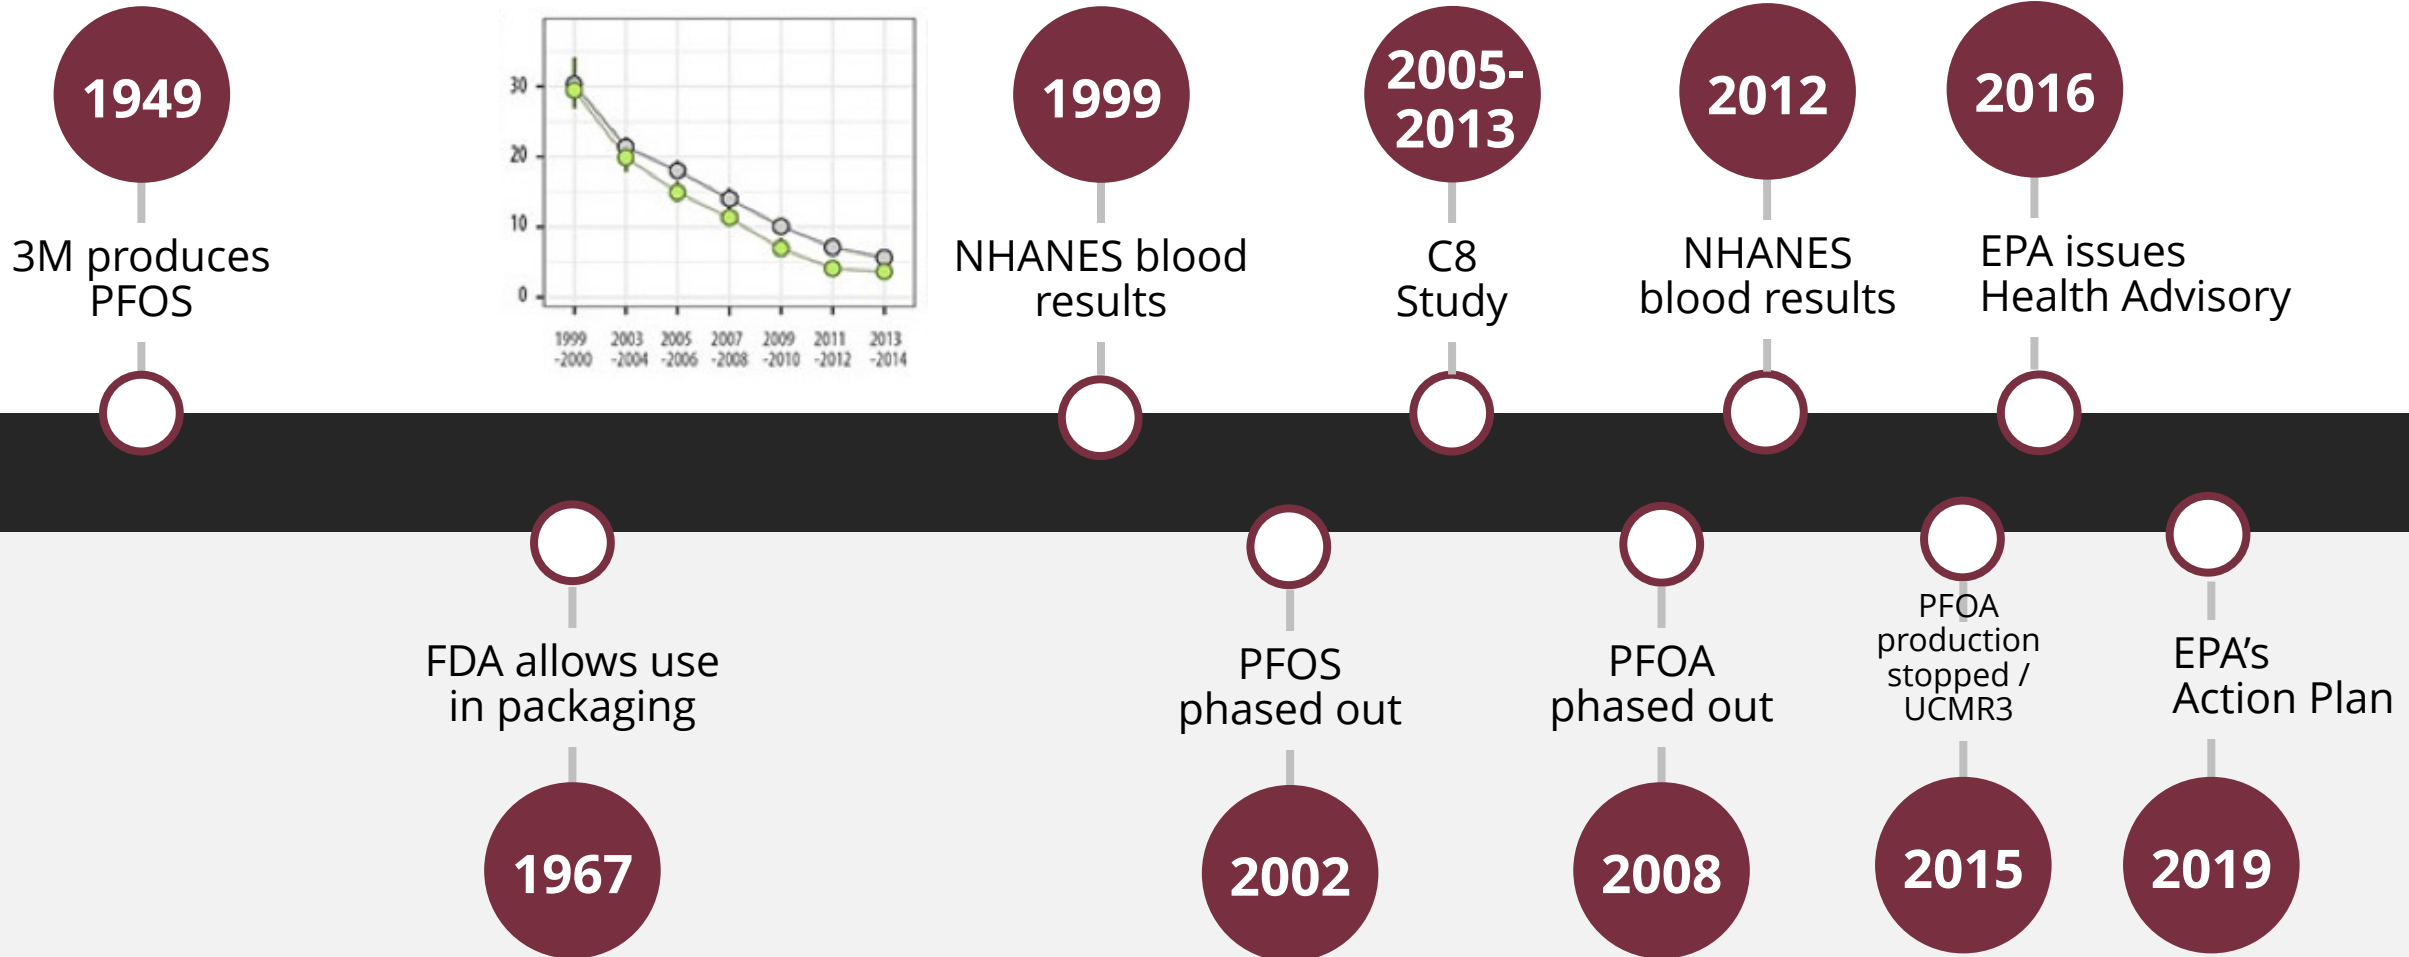 1949
3M produces
PFOS
30
20
10
0
1999
-2000
2003
-2004
2005
-2006
2007
-2008
2009
-2010
2011
-2012
2013
-2014
1999
NHANES blood
results
2005-
2013
C8
Study
2012
NHANES
blood results
2016
EPA issues
Health Advisory
FDA allows use
in packaging
1967
PFOS
phased out
2002
PFOA
phased out
2008
PFOA
production
stopped /
UCMR3
2015
EPA’s
Action Plan
2019